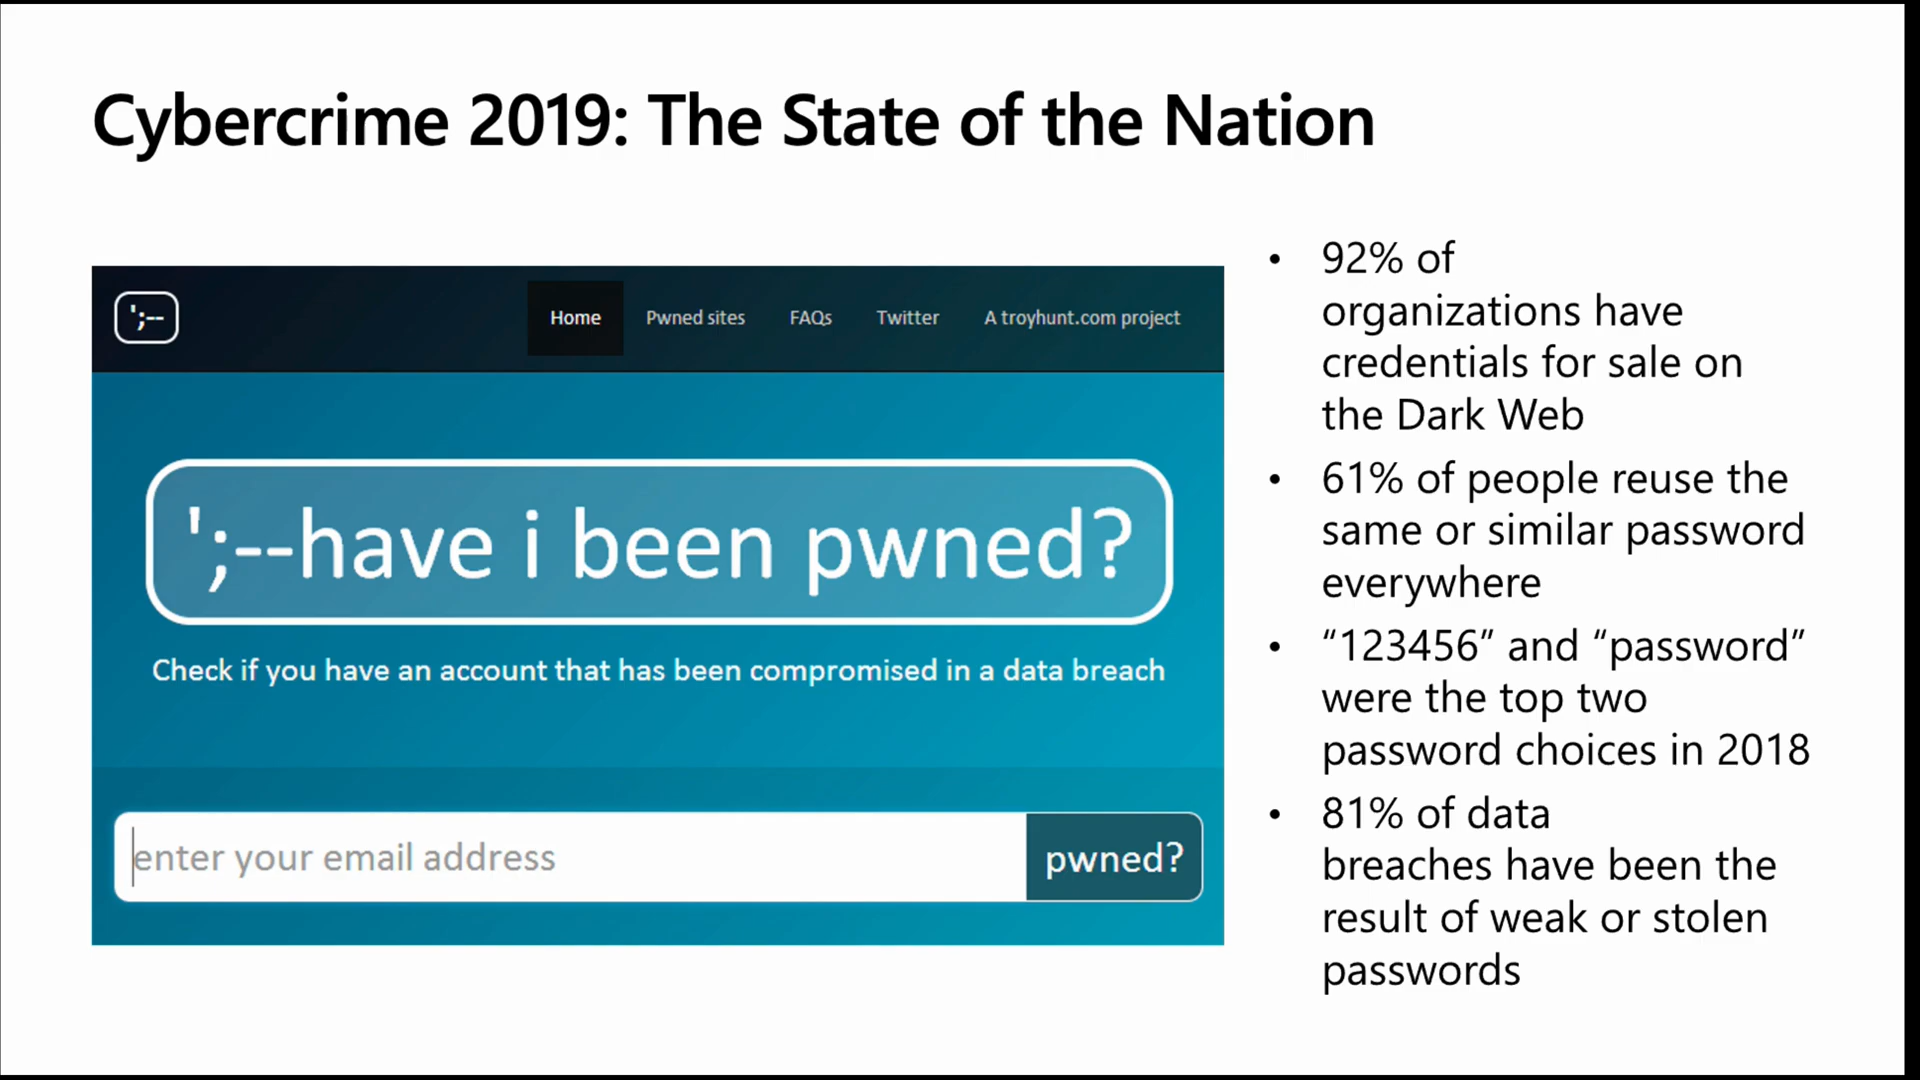 Cybercrime 2019: The State of the Nation
';--
Home Pwned sites FAQs Twitter A troyhunt.com project
';--have i been pwned?
Check if you have an account that has been compromised in a data breach
enter your email address pwned?
• 92% of
organizations have
credentials for sale on
the Dark Web
• 61% of people reuse the
same or similar password
everywhere
• “123456” and “password”
were the top two
password choices in 2018
• 81% of data
breaches have been the
result of weak or stolen
passwords